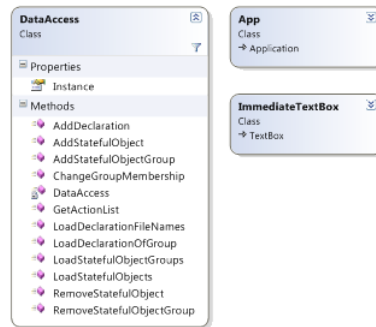 DataAccess
Class
Properties
Instance
Methods
AddDeclaration
AddStatefulObject
AddStatefulObjectGroup
ChangeGroupMembership
DataAccess
GetActionList
LoadDeclarationFileNames
LoadDeclarationOfGroup
LoadStatefulObjectGroups
LoadStatefulObjects
RemoveStatefulObject
RemoveStatefulObjectGroup
App
Class
Application
ImmediateTextBox
Class
TextBox